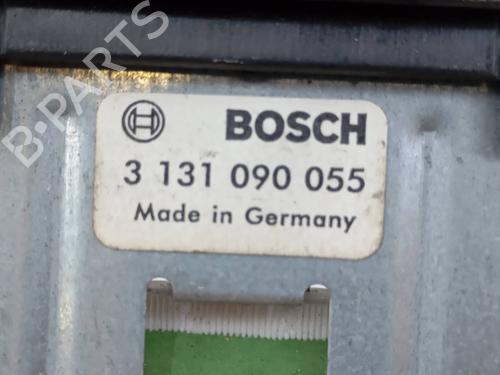 B-PARTS
BOSCH
3 131 090 055
Made in Germany